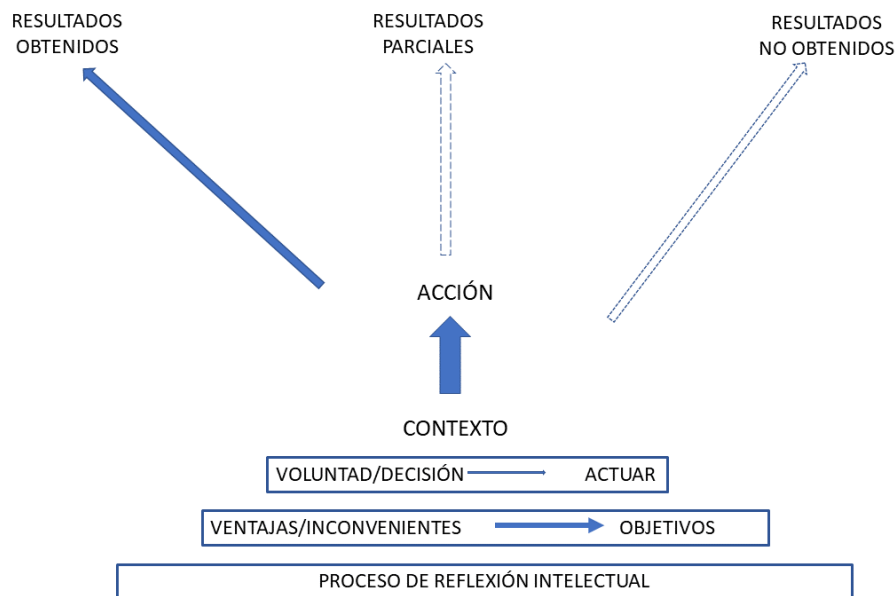 RESULTADOS
OBTENIDOS
RESULTADOS
PARCIALES
RESULTADOS
NO OBTENIDOS
ACCIÓN
CONTEXTO
VOLUNTAD/DECISIÓN ACTUAR
VENTAJAS/INCONVENIENTES OBJETIVOS
PROCESO DE REFLEXIÓN INTELECTUAL